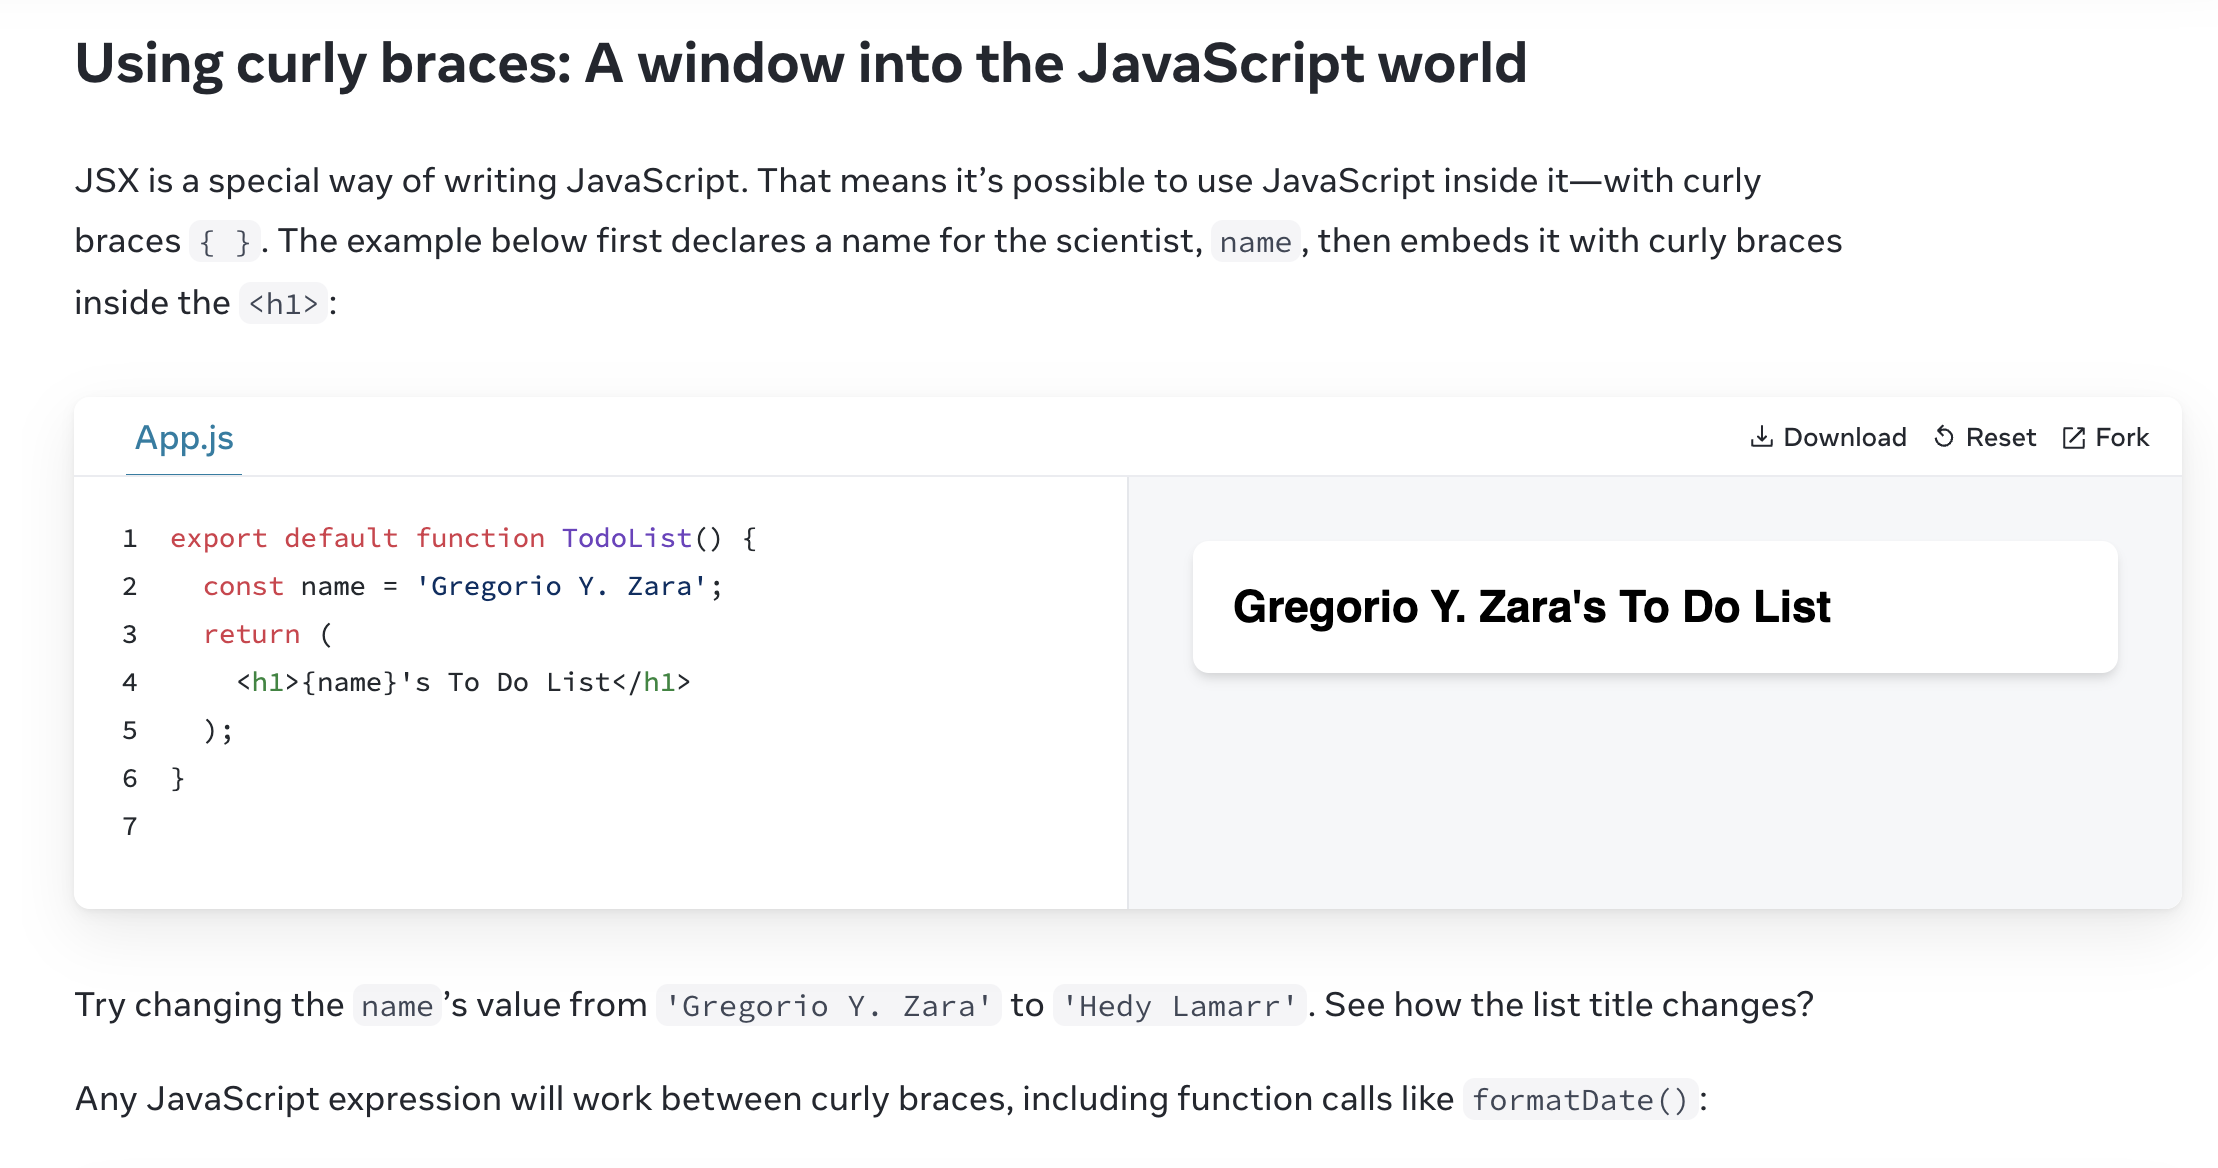 Using curly braces: A window into the JavaScript world
JSX is a special way of writing JavaScript. That means it’s possible to use JavaScript inside it—with curly
braces { }. The example below first declares a name for the scientist, name, then embeds it with curly braces
inside the <h1>:
App.js
Download Reset Fork
1 export default function TodoList() {
2   const name = 'Gregorio Y. Zara';
3   return (
4     <h1>{name}'s To Do List</h1>
5   );
6 }
7
Gregorio Y. Zara's To Do List
Try changing the name’s value from 'Gregorio Y. Zara' to 'Hedy Lamarr'. See how the list title changes?
Any JavaScript expression will work between curly braces, including function calls like formatDate():